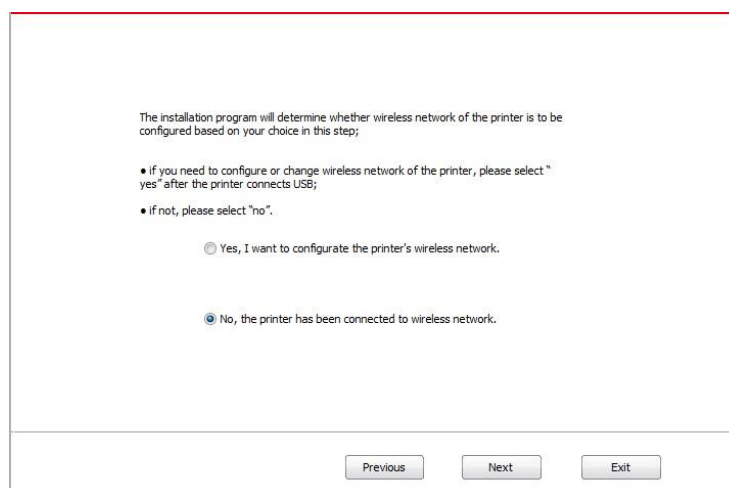 The installation program will determine whether wireless network of the printer is to be
configured based on your choice in this step;
• if you need to configure or change wireless network of the printer, please select “
yes” after the printer connects USB;
• if not, please select “no”.
Yes, I want to configurate the printer's wireless network.
No, the printer has been connected to wireless network.
Previous Next Exit